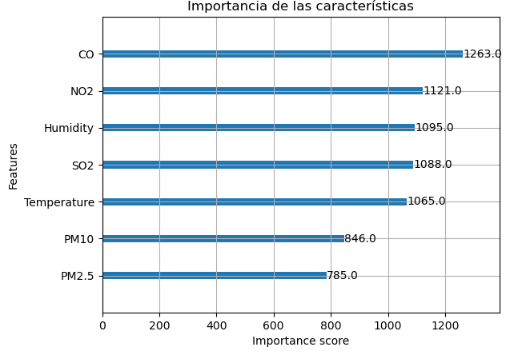 Importancia de las características
CO
1263.0
NO2
1121.0
Humidity
1095.0
SO2
1088.0
Temperature
1065.0
PM10
846.0
PM2.5
785.0
Features
0 200 400 600 800 1000 1200
Importance score